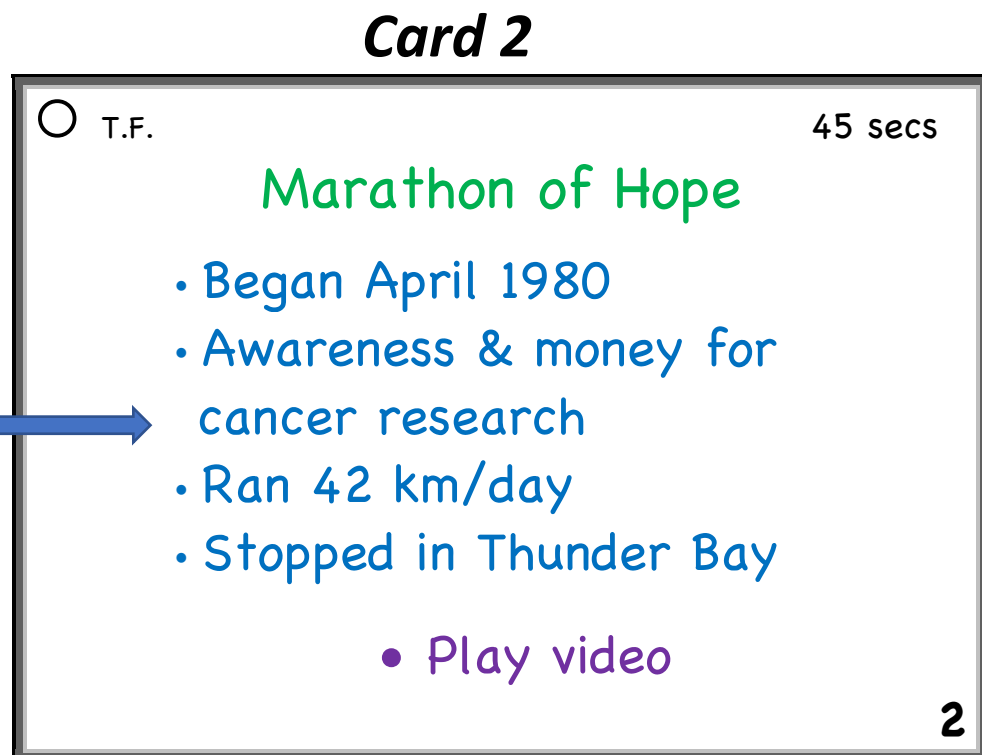 Card 2
T.F. 45 secs
Marathon of Hope
• Began April 1980
• Awareness & money for
cancer research
• Ran 42 km/day
• Stopped in Thunder Bay
• Play video
2